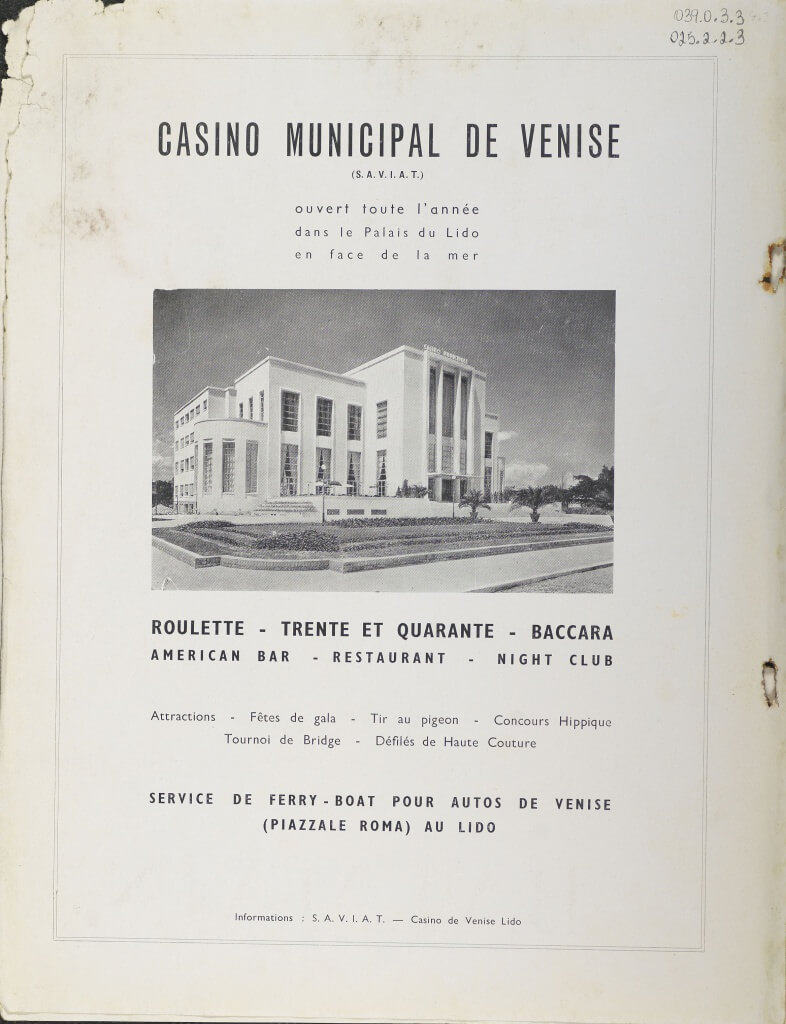 039.0.3.3
025.2.2.3
CASINO MUNICIPAL DE VENISE
(S. A. V. I. A. T.)
ouvert toute l'année
dans le Palais du Lido
en face de la mer
CASINO MUNICIPALE
ROULETTE - TRENTE ET QUARANTE - BACCARA
AMERICAN BAR - RESTAURANT - NIGHT CLUB
Attractions - Fêtes de gala - Tir au pigeon - Concours Hippique
Tournoi de Bridge - Défilés de Haute Couture
SERVICE DE FERRY-BOAT POUR AUTOS DE VENISE
(PIAZZALE ROMA) AU LIDO
Informations : S. A. V. I. A. T. — Casino de Venise Lido